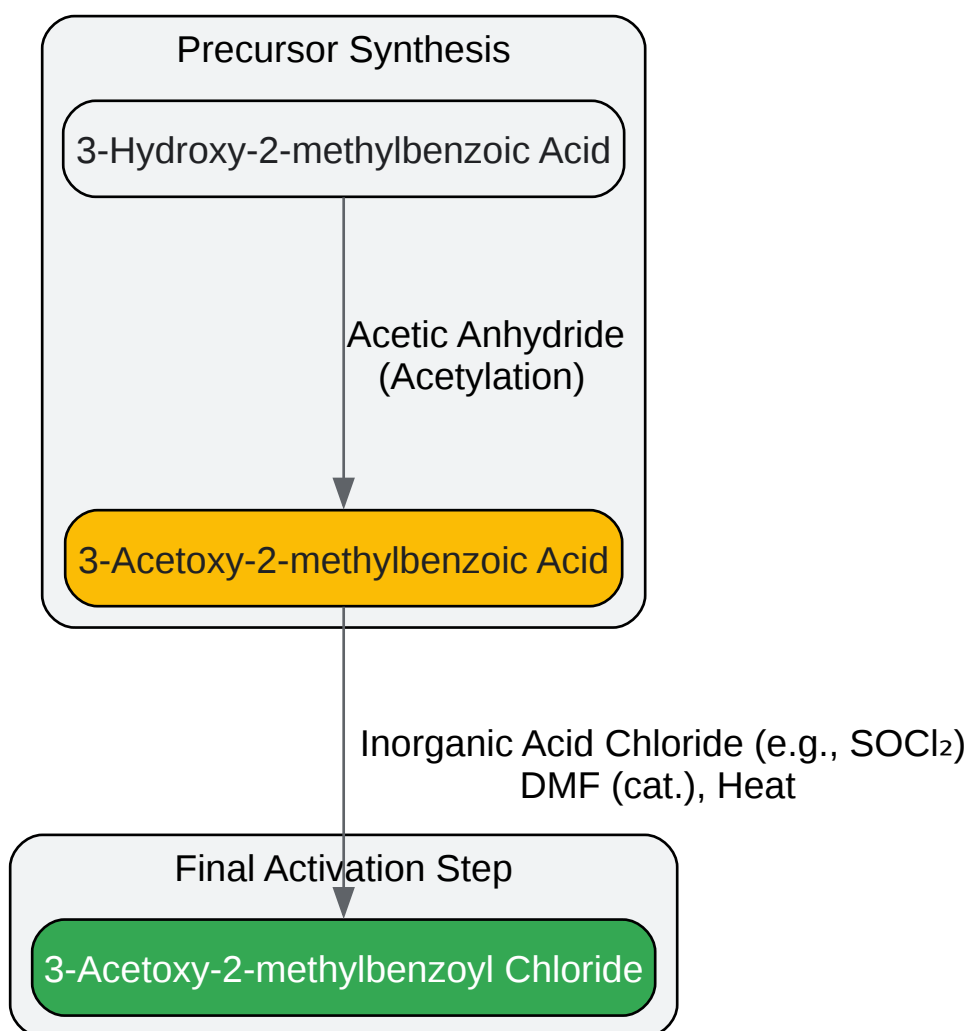 Precursor Synthesis
3-Hydroxy-2-methylbenzoic Acid
Acetic Anhydride
(Acetylation)
3-Acetoxy-2-methylbenzoic Acid
Inorganic Acid Chloride (e.g., SOCl₂)
DMF (cat.), Heat
Final Activation Step
3-Acetoxy-2-methylbenzoyl Chloride